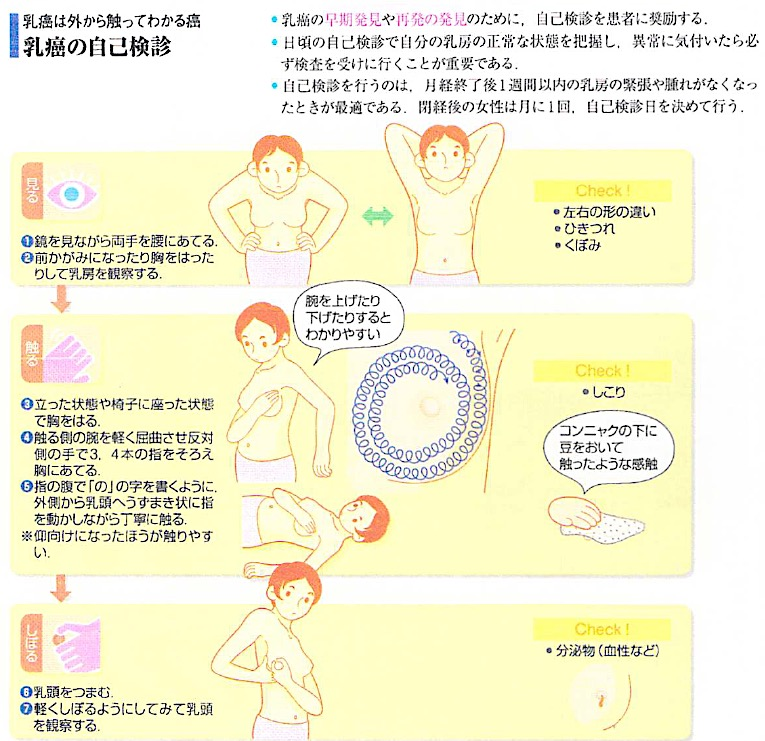 乳癌は外から触ってわかる癌
乳癌の自己検診
• 乳癌の早期発見や再発の発見のために，自己検診を患者に奨励する．
• 日頃の自己検診で自分の乳房の正常な状態を把握し，異常に気付いたら必
ず検査を受けに行くことが重要である．
• 自己検診を行うのは，月経終了後1週間以内の乳房の緊張や腫れがなくなっ
たときが最適である．閉経後の女性は月に1回，自己検診日を決めて行う．
見る
❶鏡を見ながら両手を腰にあてる．
❷前かがみになったり胸をはった
りして乳房を観察する．
Check！
•左右の形の違い
•ひきつれ
•くぼみ
触る
腕を上げたり
下げたりすると
わかりやすい
❸立った状態や椅子に座った状態
で胸をはる．
❹触る側の腕を軽く屈曲させ反対
側の手で3，4本の指をそろえ
胸にあてる．
❺指の腹で「の」の字を書くように，
外側から乳頭へうずまき状に指
を動かしながら丁寧に触る．
※仰向けになったほうが触りやす
い．
Check！
•しこり
コンニャクの下に
豆をおいて
触ったような感触
しぼる
❻乳頭をつまむ．
❼軽くしぼるようにしてみて乳頭
を観察する．
Check！
•分泌物（血性など）